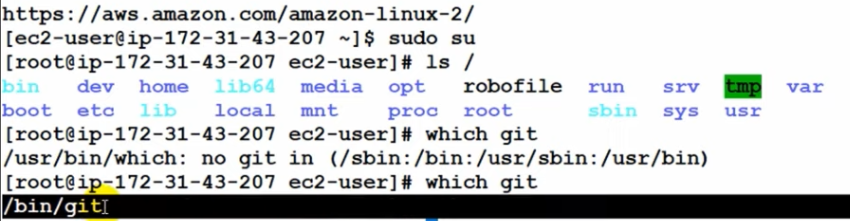 https://aws.amazon.com/amazon-linux-2/
[ec2-user@ip-172-31-43-207 ~]$ sudo su
[root@ip-172-31-43-207 ec2-user]# ls /
bin dev home lib64 media opt robofile run srv tmp var
boot etc lib local mnt proc root sbin sys usr
[root@ip-172-31-43-207 ec2-user]# which git
/usr/bin/which: no git in (/sbin:/bin:/usr/sbin:/usr/bin)
[root@ip-172-31-43-207 ec2-user]# which git
/bin/git